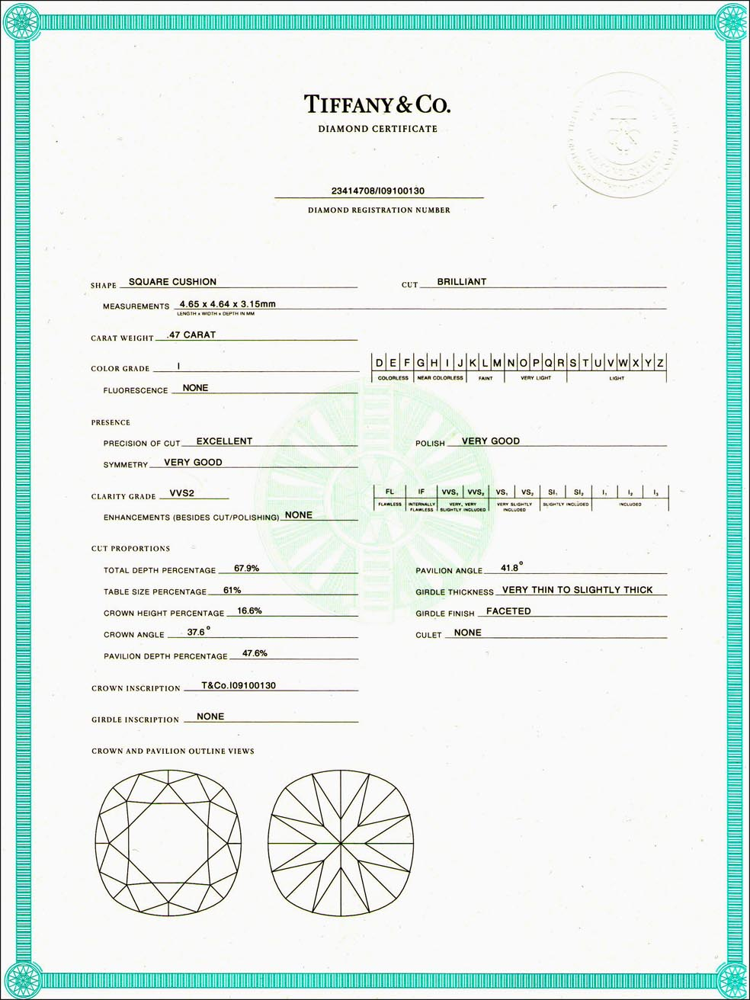 TIFFANY & CO.
DIAMOND CERTIFICATE
23414708/I09100130
DIAMOND REGISTRATION NUMBER
SHAPE SQUARE CUSHION CUT BRILLIANT
MEASUREMENTS 4.65 x 4.64 x 3.15mm
LENGTH x WIDTH x DEPTH IN MM
CARAT WEIGHT .47 CARAT
COLOR GRADE I D E F G H I J K L M N O P Q R S T U V W X Y Z
COLORLESS NEAR COLORLESS FAINT VERY LIGHT LIGHT
FLUORESCENCE NONE
PRESENCE
PRECISION OF CUT EXCELLENT POLISH VERY GOOD
SYMMETRY VERY GOOD
CLARITY GRADE VVS2 FL IF VVS1 VVS2 VS1 VS2 SI1 SI2 I1 I2 I3
FLAWLESS INTERNALLY FLAWLESS VERY, VERY SLIGHTLY INCLUDED VERY SLIGHTLY INCLUDED SLIGHTLY INCLUDED INCLUDED
ENHANCEMENTS (BESIDES CUT/POLISHING) NONE
CUT PROPORTIONS
TOTAL DEPTH PERCENTAGE 67.9% PAVILION ANGLE 41.8°
TABLE SIZE PERCENTAGE 61% GIRDLE THICKNESS VERY THIN TO SLIGHTLY THICK
CROWN HEIGHT PERCENTAGE 16.6% GIRDLE FINISH FACETED
CROWN ANGLE 37.6° CULET NONE
PAVILION DEPTH PERCENTAGE 47.6%
CROWN INSCRIPTION T&Co.I09100130
GIRDLE INSCRIPTION NONE
CROWN AND PAVILION OUTLINE VIEWS